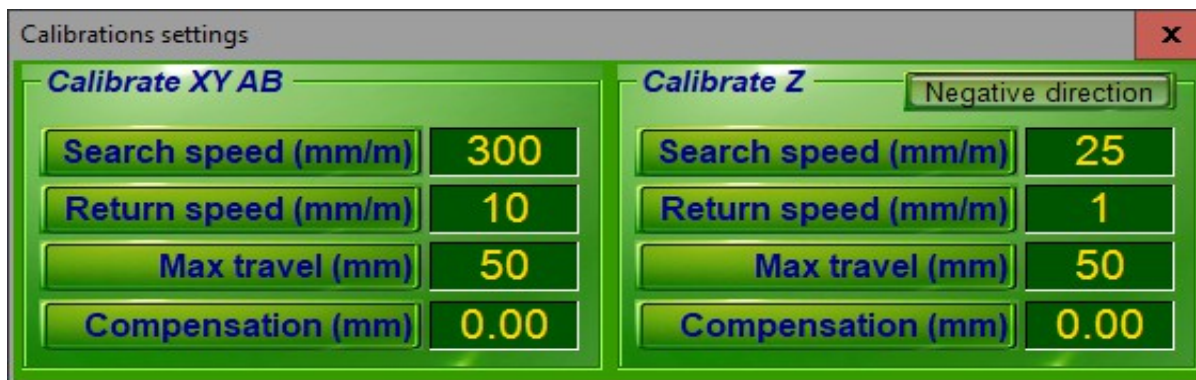 Calibrations settings
x
Calibrate XY AB
Search speed (mm/m) 300
Return speed (mm/m) 10
Max travel (mm) 50
Compensation (mm) 0.00
Calibrate Z
Negative direction
Search speed (mm/m) 25
Return speed (mm/m) 1
Max travel (mm) 50
Compensation (mm) 0.00